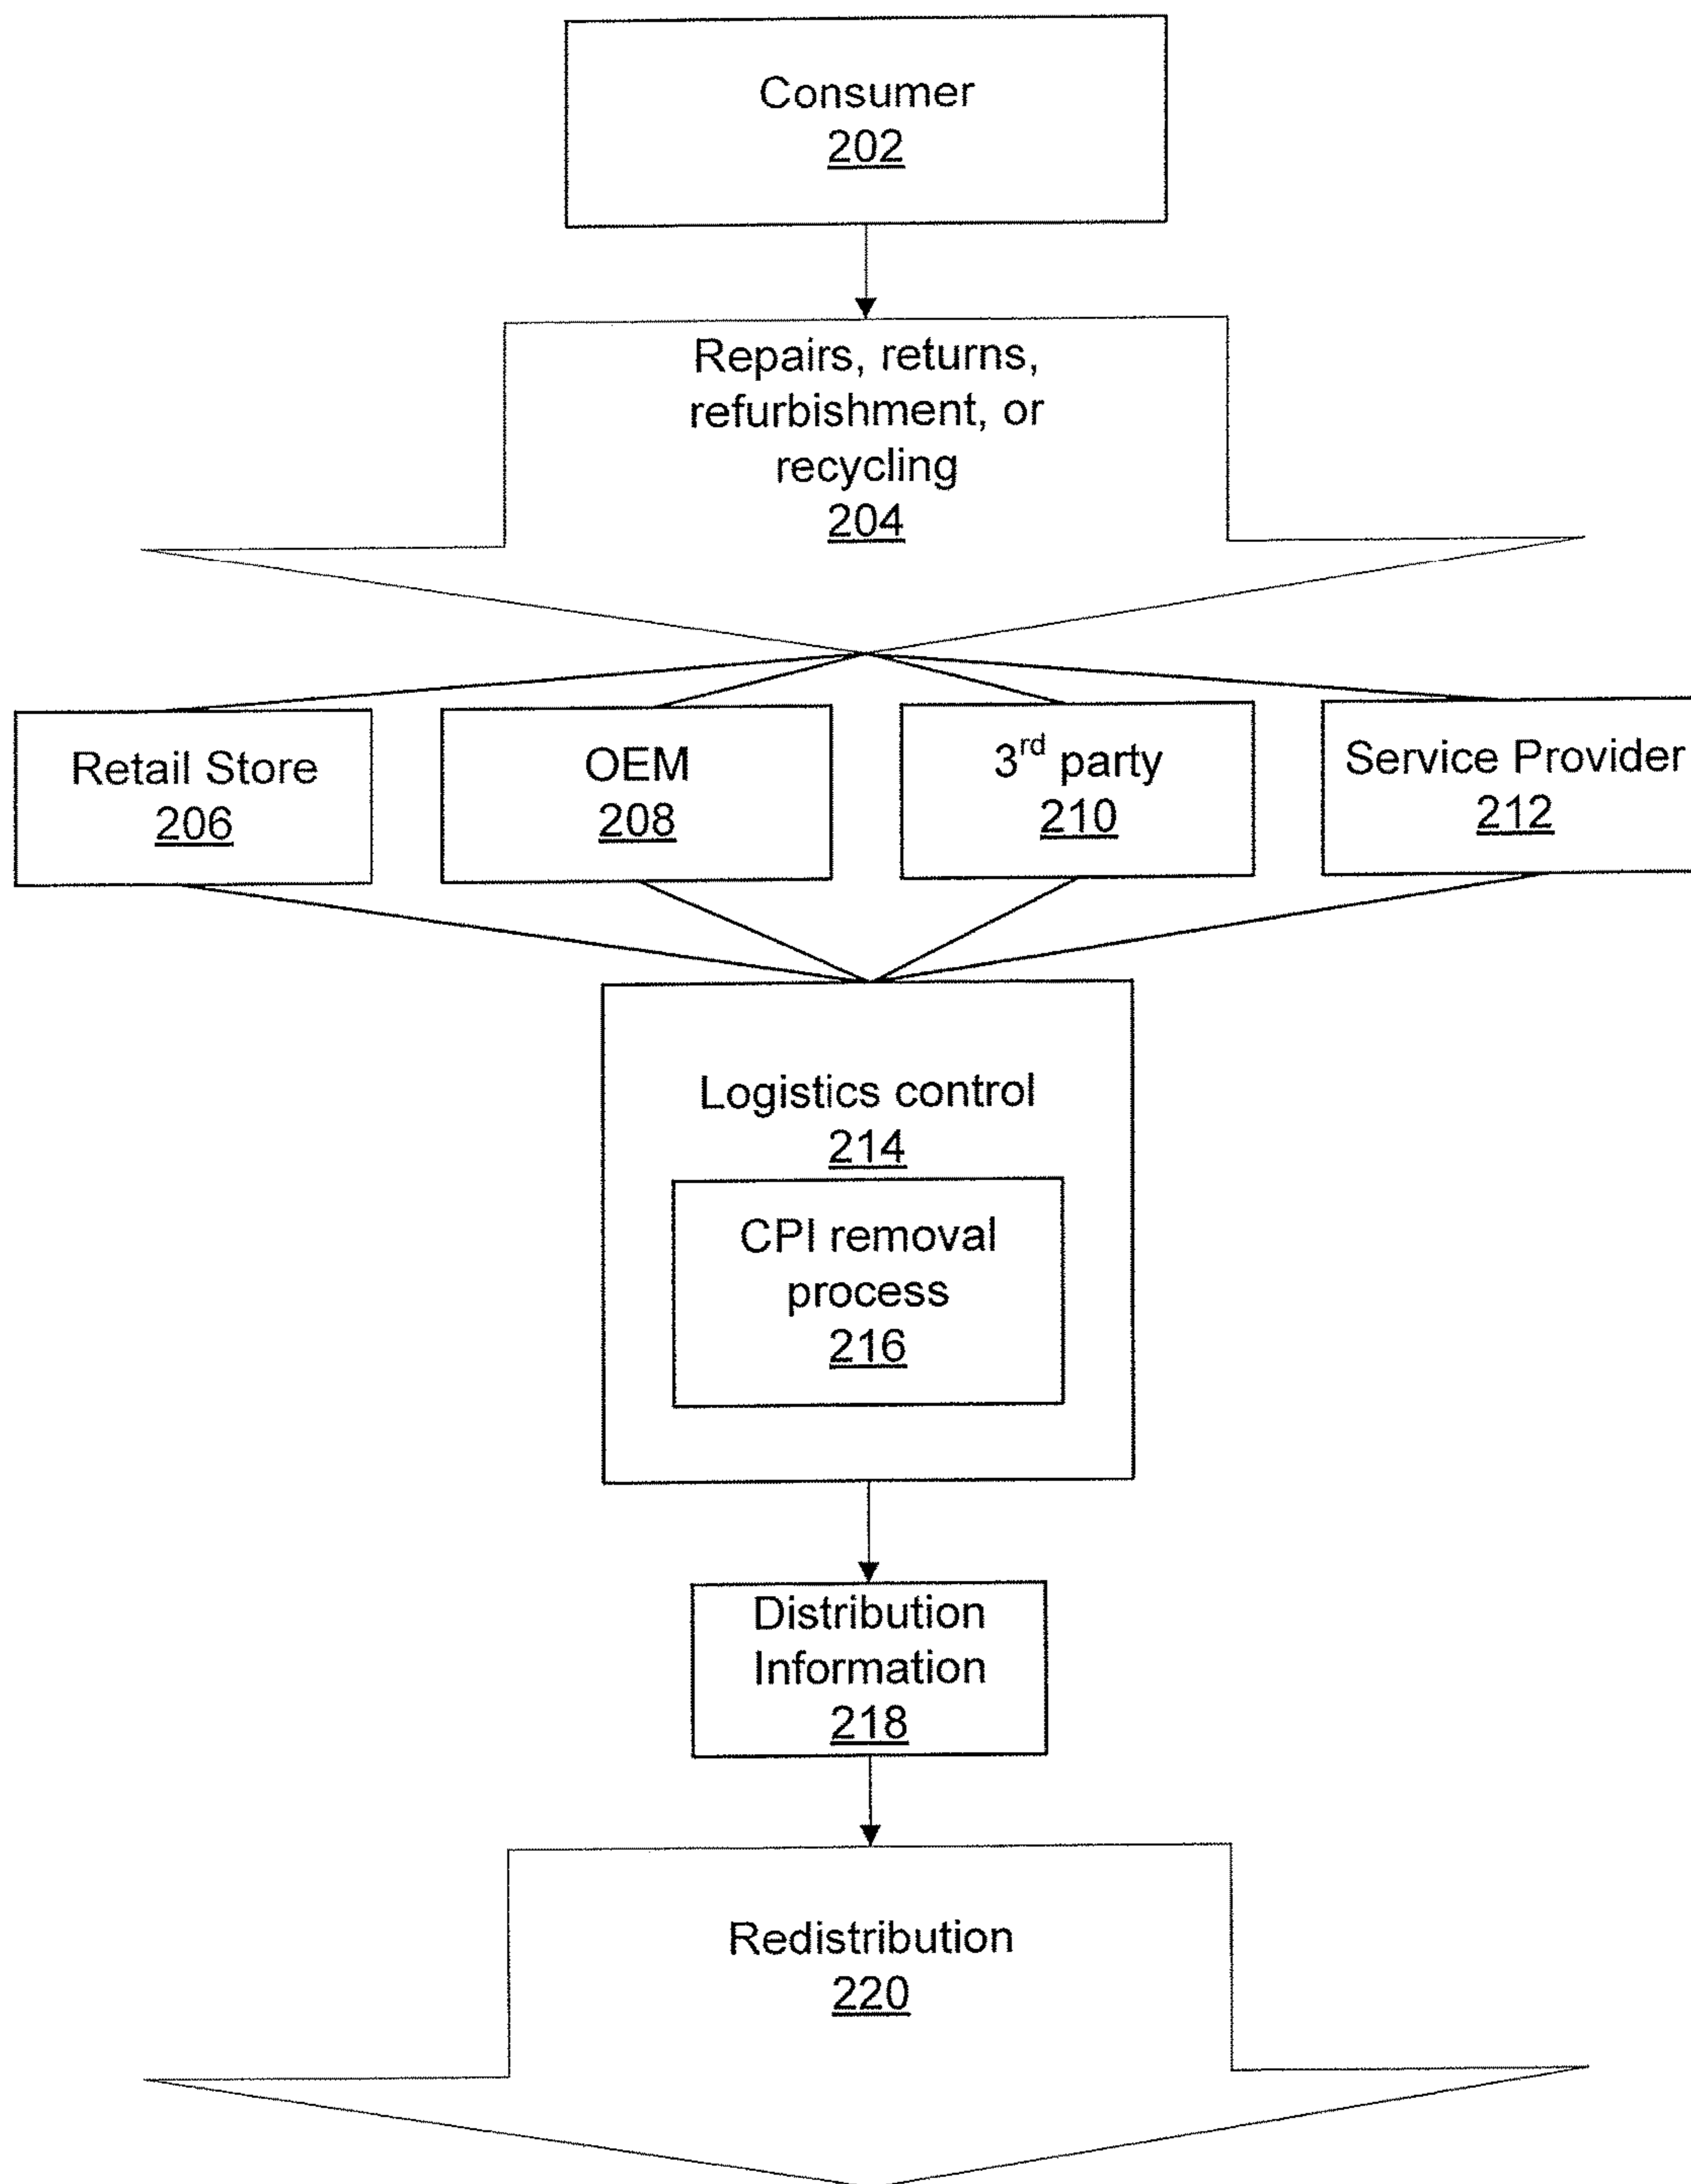 Consumer
202
Repairs, returns,
refurbishment, or
recycling
204
Retail Store
206
OEM
208
3rd party
210
Service Provider
212
Logistics control
214
CPI removal
process
216
Distribution
Information
218
Redistribution
220